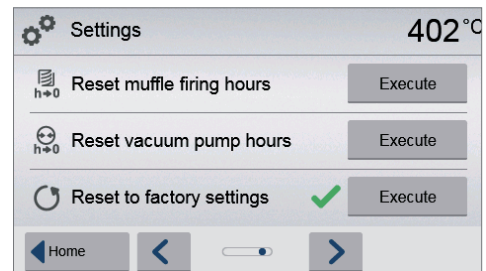 Settings 402 °C
h→0 Reset muffle firing hours Execute
h→0 Reset vacuum pump hours Execute
Reset to factory settings Execute
Home